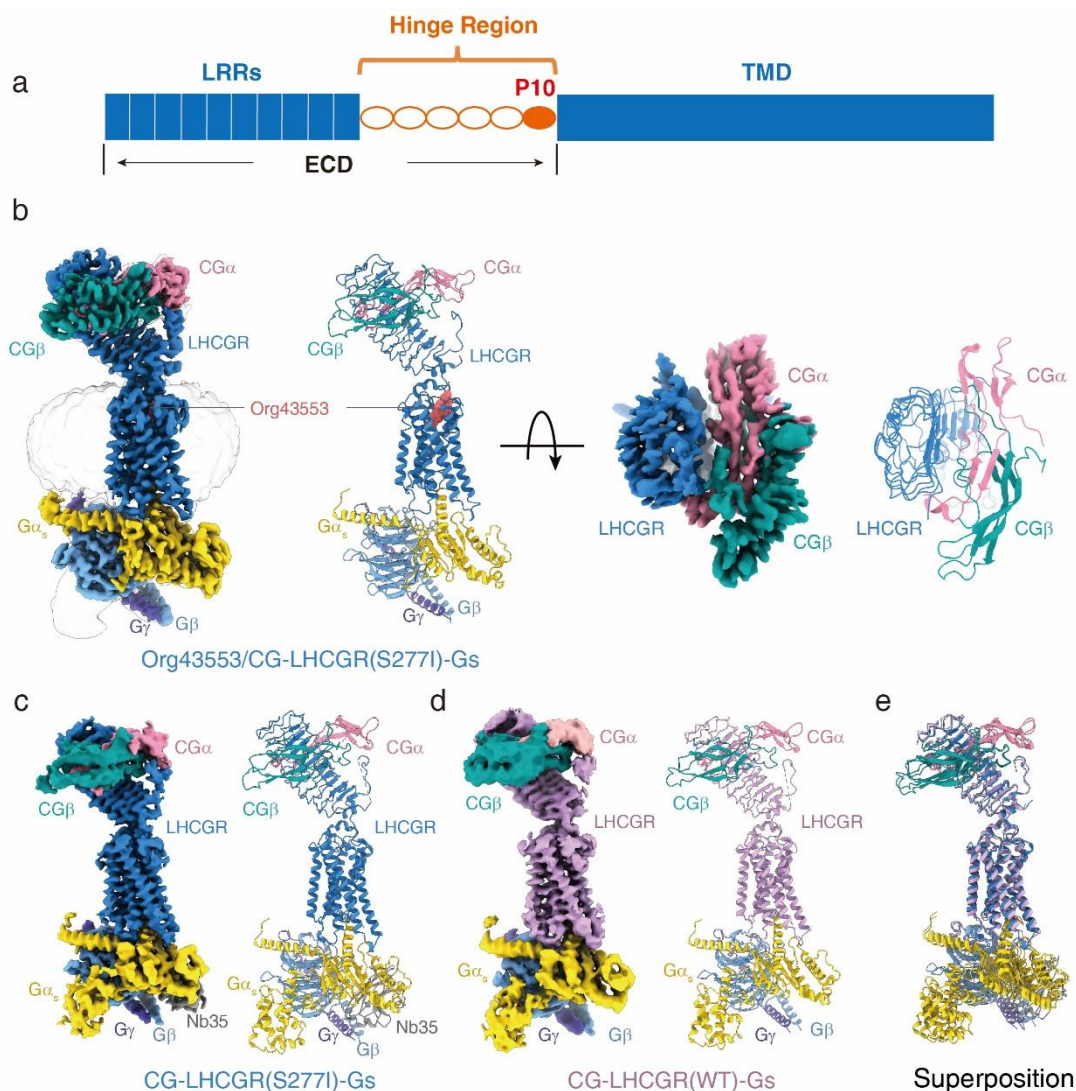 a
Hinge Region
LRRs
P10
TMD
ECD
b
CGα
CGα
CGβ
CGβ
LHCGR
LHCGR
Org43553
CGα
CGα
LHCGR
LHCGR
CGβ
CGβ
Gαs
Gαs
Gγ
Gβ
Gγ
Gβ
Org43553/CG-LHCGR(S277I)-Gs
c
CGα
CGα
CGβ
CGβ
LHCGR
LHCGR
Gαs
Gαs
Nb35
Nb35
Gγ
Gβ
Gγ
Gβ
CG-LHCGR(S277I)-Gs
d
CGα
CGα
CGβ
CGβ
LHCGR
LHCGR
Gαs
Gαs
Gγ
Gβ
Gγ
Gβ
CG-LHCGR(WT)-Gs
e
Superposition